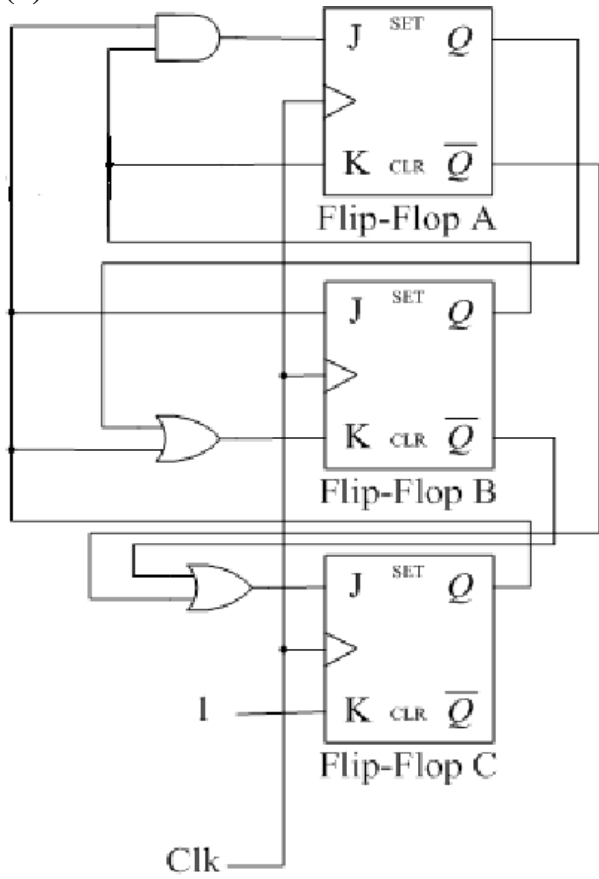 J SET Q
K CLR Q̅
Flip-Flop A
J SET Q
K CLR Q̅
Flip-Flop B
J SET Q
1 K CLR Q̅
Flip-Flop C
Clk